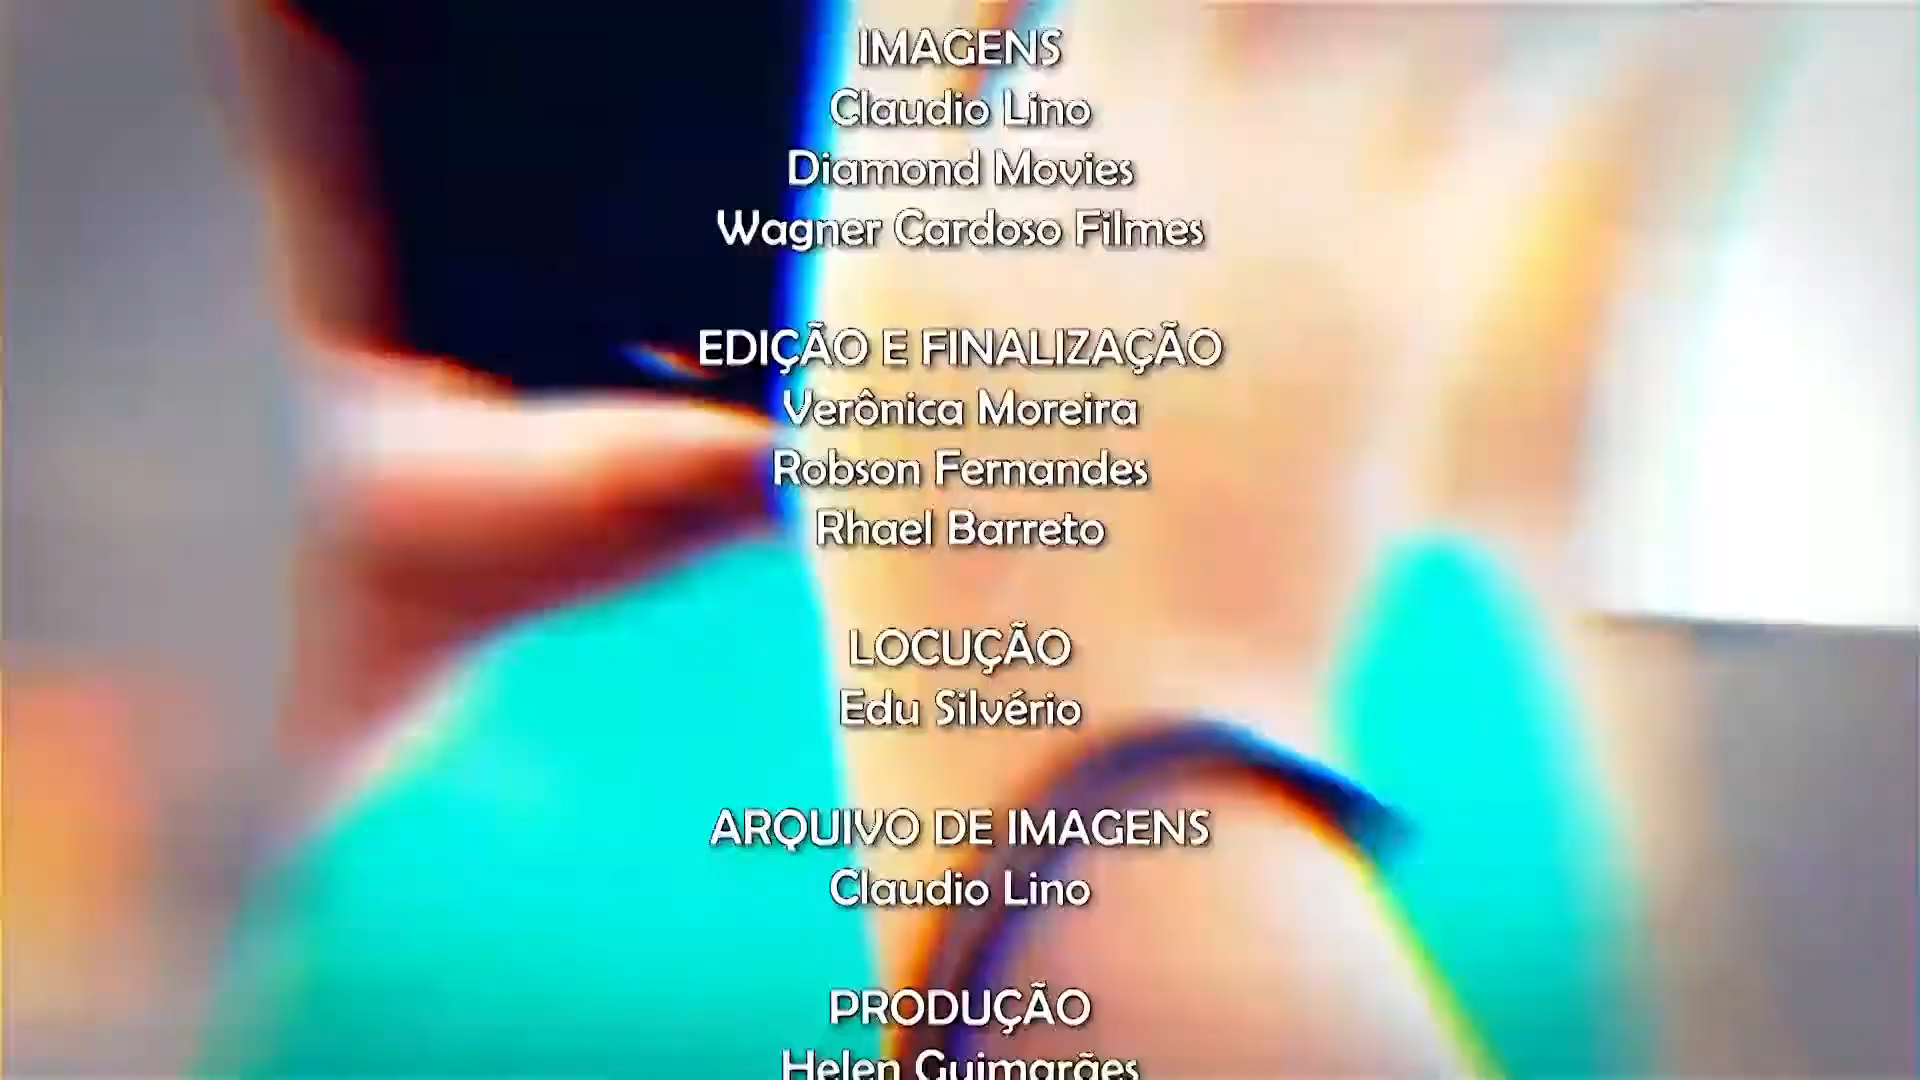 IMAGENS
Claudio Lino
Diamond Movies
Wagner Cardoso Filmes
EDIÇÃO E FINALIZAÇÃO
Verônica Moreira
Robson Fernandes
Rhael Barreto
LOCUÇÃO
Edu Silvério
ARQUIVO DE IMAGENS
Claudio Lino
PRODUÇÃO
Helen Guimarães